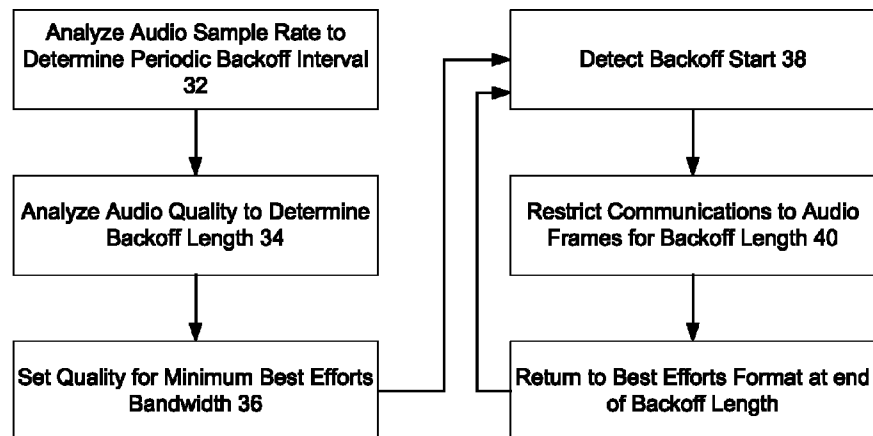 Analyze Audio Sample Rate to
Determine Periodic Backoff Interval
32
Analyze Audio Quality to Determine
Backoff Length 34
Set Quality for Minimum Best Efforts
Bandwidth 36
Detect Backoff Start 38
Restrict Communications to Audio
Frames for Backoff Length 40
Return to Best Efforts Format at end
of Backoff Length